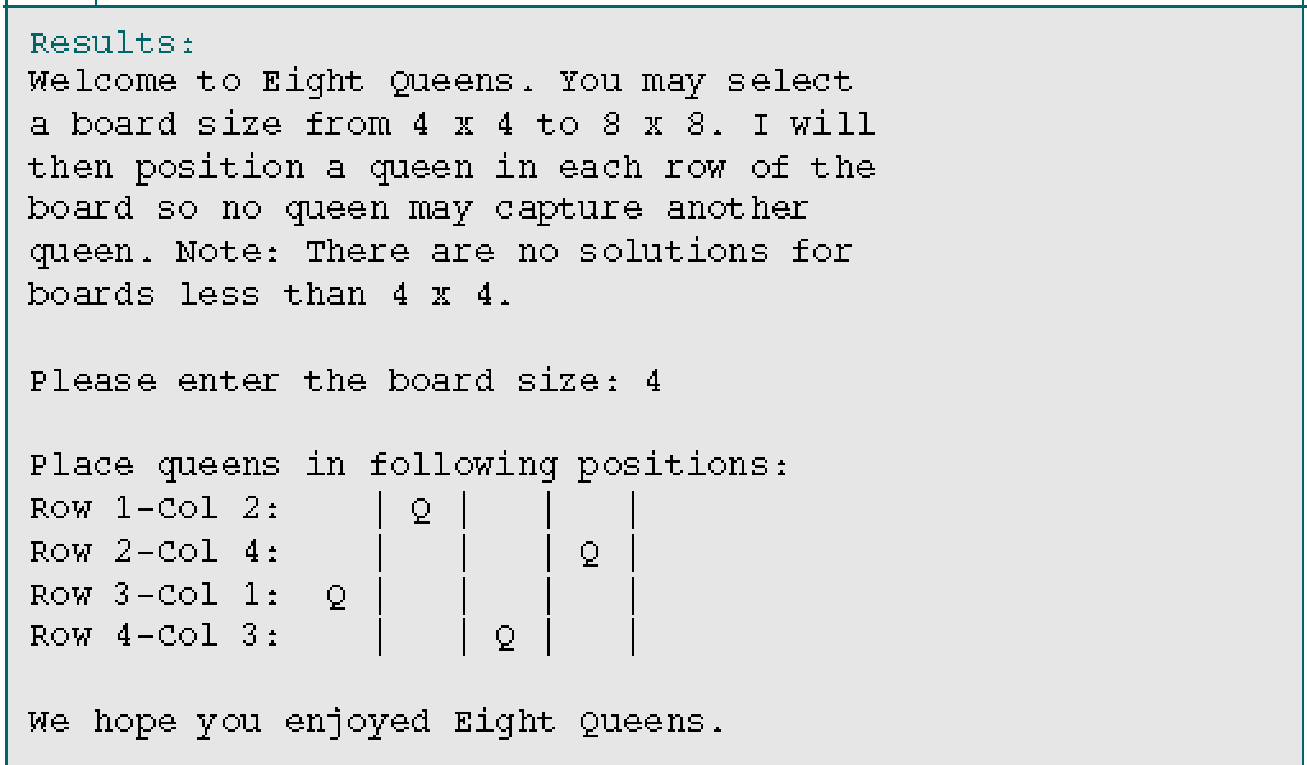 Results:
Welcome to Eight Queens. You may select
a board size from 4 x 4 to 8 x 8. I will
then position a queen in each row of the
board so no queen may capture another
queen. Note: There are no solutions for
boards less than 4 x 4.
Please enter the board size: 4
Place queens in following positions:
Row 1-Col 2:     | Q |   |   |
Row 2-Col 4:     |   |   | Q |
Row 3-Col 1:  Q |   |   |   |
Row 4-Col 3:     |   | Q |   |
We hope you enjoyed Eight Queens.